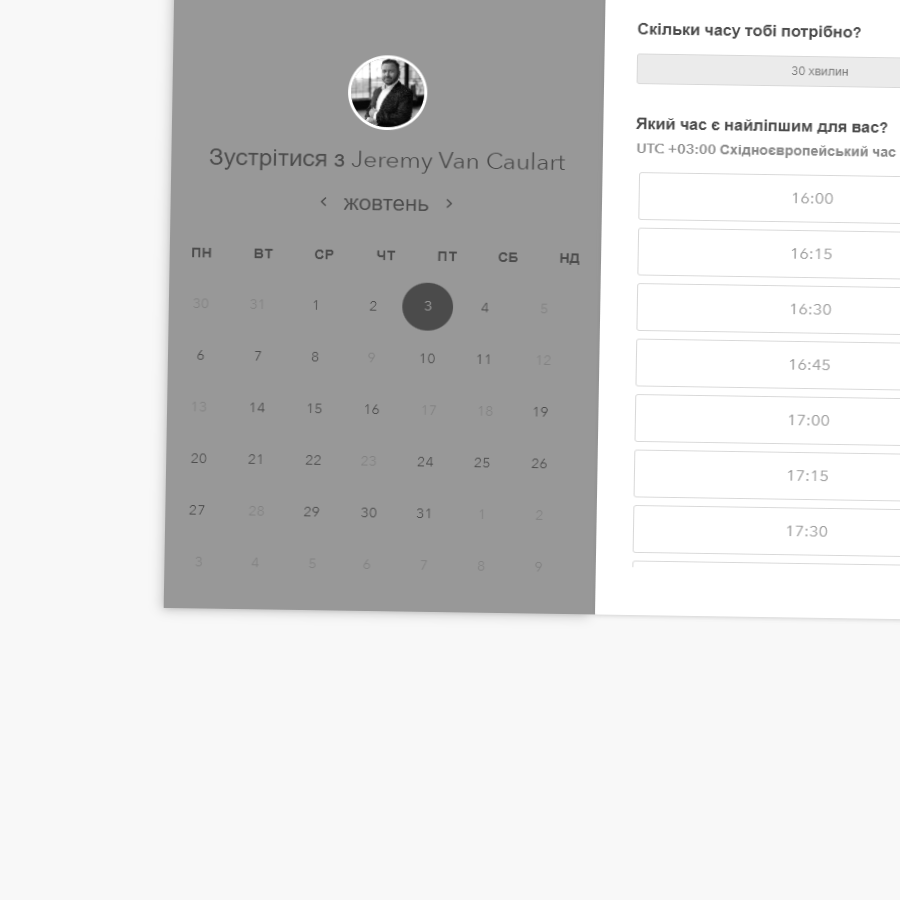 Зустрітися з Jeremy Van Caulart
‹ жовтень ›
ПН ВТ СР ЧТ ПТ СБ НД
30 31 1 2 3 4 5
6 7 8 9 10 11 12
13 14 15 16 17 18 19
20 21 22 23 24 25 26
27 28 29 30 31 1 2
3 4 5 6 7 8 9
Скільки часу тобі потрібно?
30 хвилин
Який час є найліпшим для вас?
UTC +03:00 Східноєвропейський час
16:00
16:15
16:30
16:45
17:00
17:15
17:30